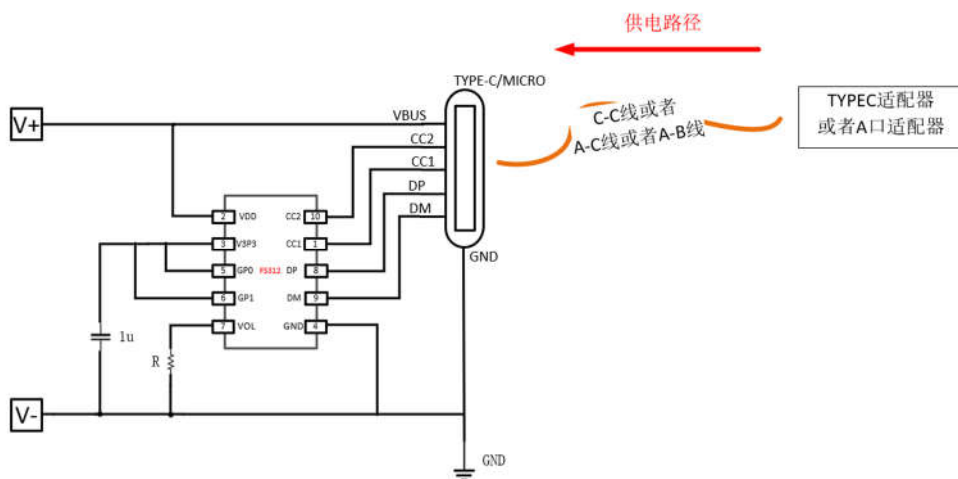 供电路径
TYPE-C/MICRO
V+
VBUS
CC2
CC1
DP
DM
GND
C-C线或者
A-C线或者A-B线
TYPEC适配器
或者A口适配器
2 VDD CC2 10
3 V3P3 CC1 1
5 GP0 FS312 DP 8
6 GP1 DM 9
7 VOL GND 4
1u
R
V-
GND